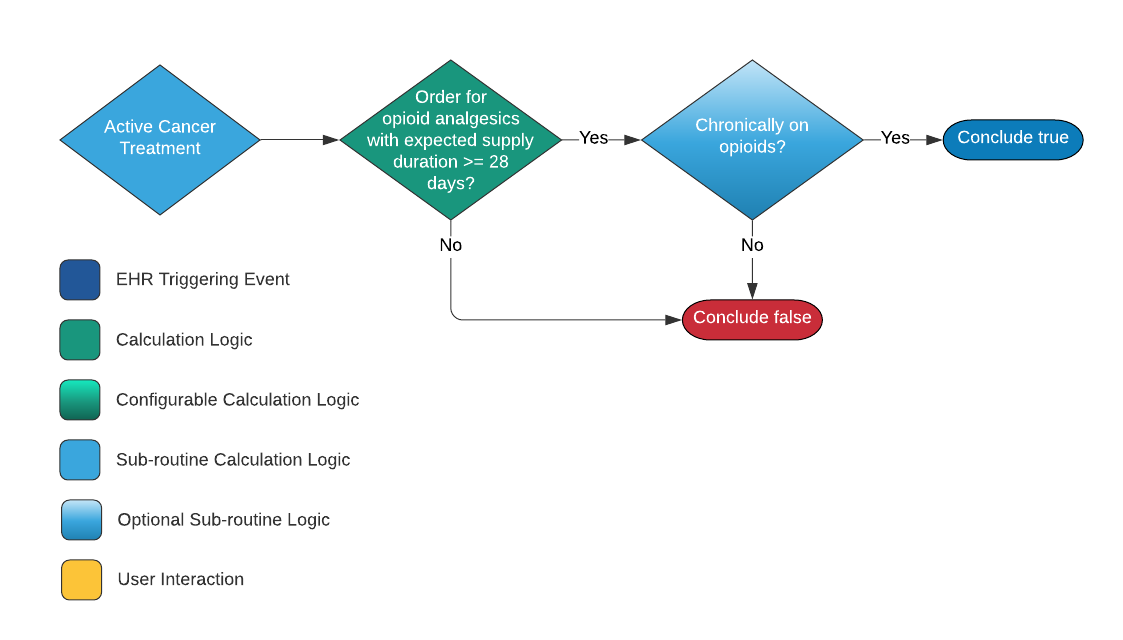 Active Cancer
Treatment
Order for
opioid analgesics
with expected supply
duration >= 28
days?
Yes
Chronically on
opioids?
Yes
Conclude true
No
No
Conclude false
EHR Triggering Event
Calculation Logic
Configurable Calculation Logic
Sub-routine Calculation Logic
Optional Sub-routine Logic
User Interaction